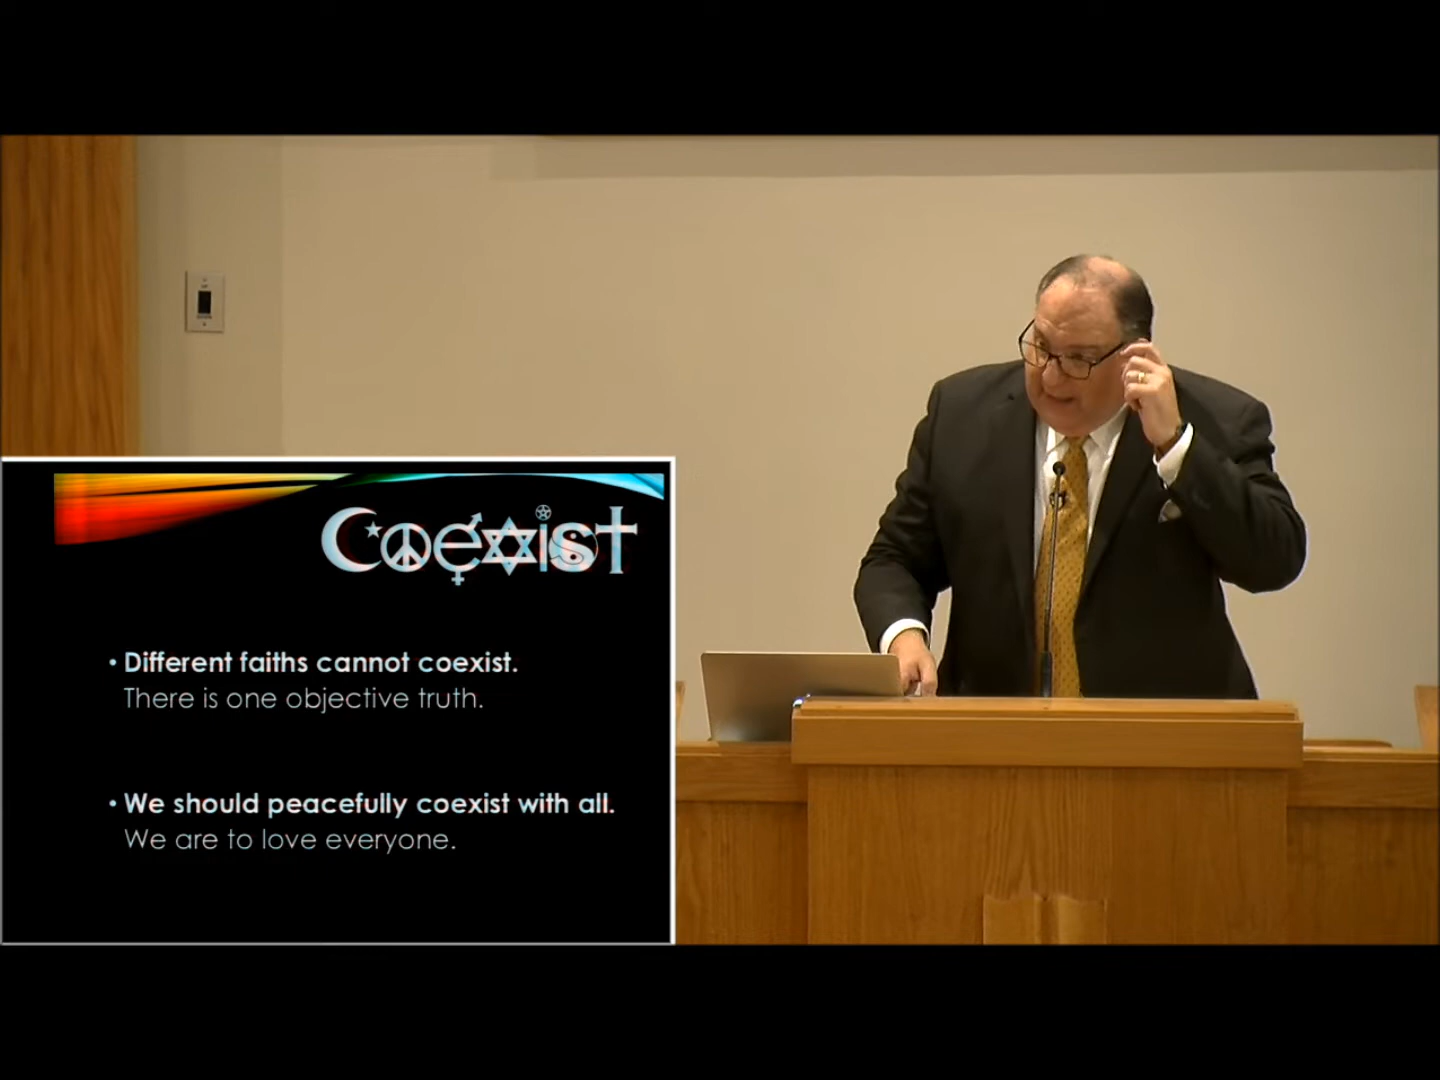 Coexist
• Different faiths cannot coexist.
There is one objective truth.
• We should peacefully coexist with all.
We are to love everyone.